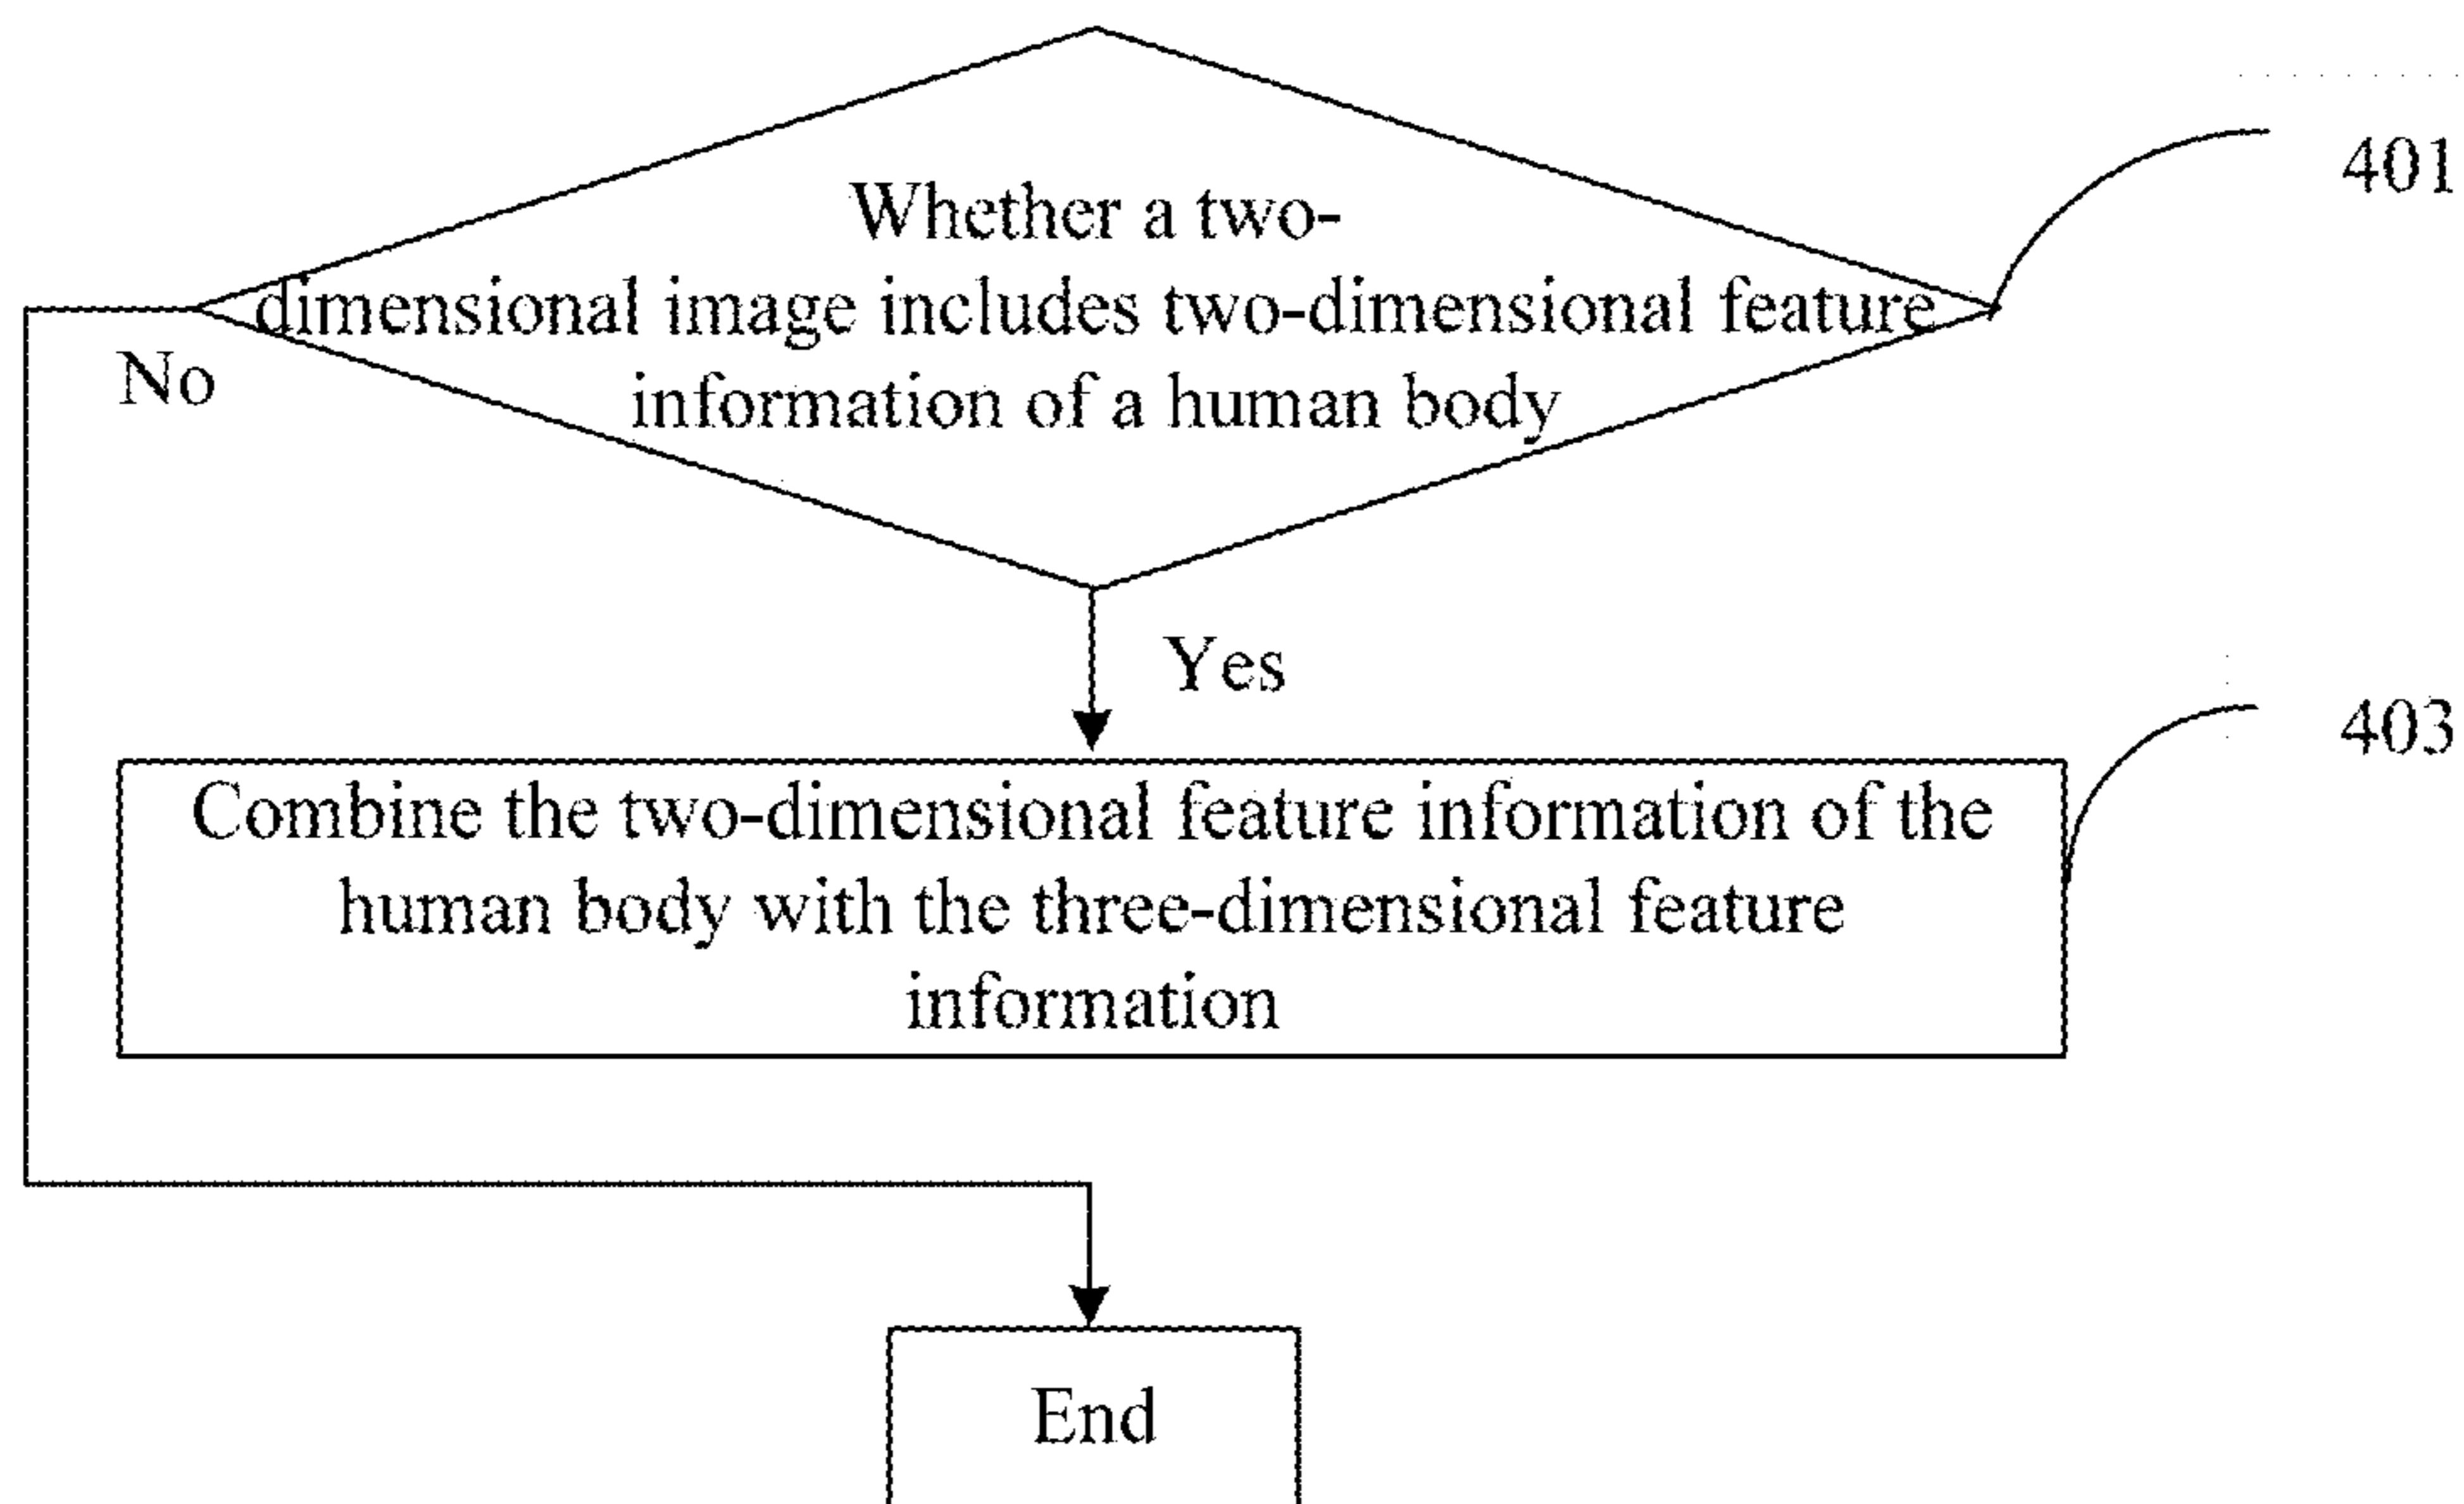 Whether a two-
dimensional image includes two-dimensional feature
information of a human body
401
No
Yes
403
Combine the two-dimensional feature information of the
human body with the three-dimensional feature
information
End